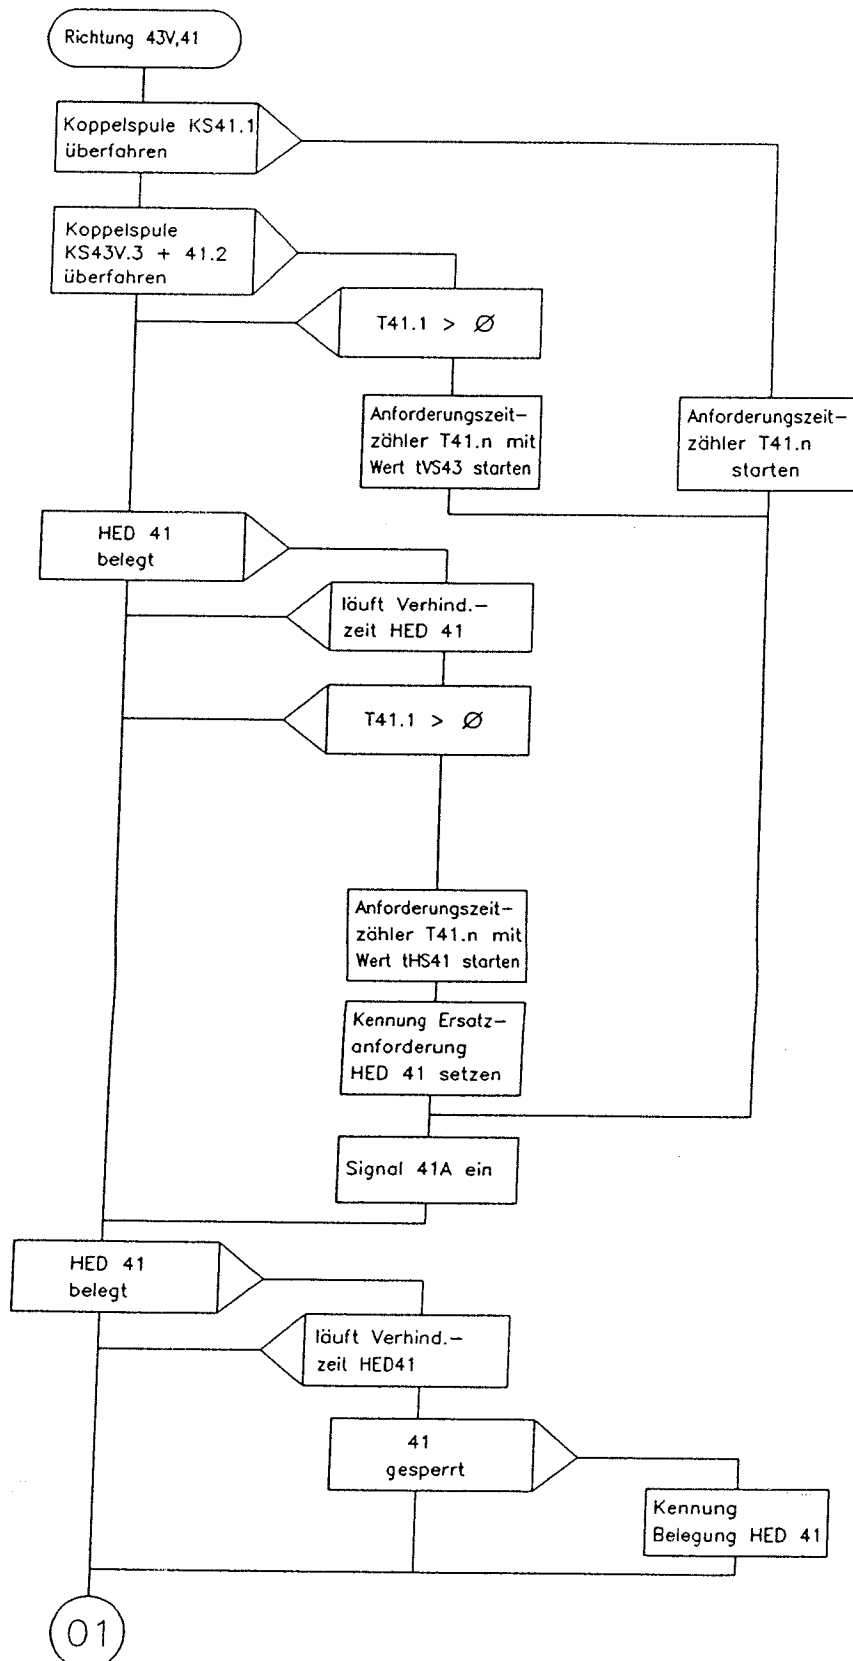 Richtung 43V,41
Koppelspule KS41.1
überfahren
Koppelspule
KS43V.3 + 41.2
überfahren
T41.1 > Ø
Anforderungszeit-
zähler T41.n mit
Wert tVS43 starten
Anforderungszeit-
zähler T41.n
starten
HED 41
belegt
läuft Verhind.-
zeit HED 41
T41.1 > Ø
Anforderungszeit-
zähler T41.n mit
Wert tHS41 starten
Kennung Ersatz-
anforderung
HED 41 setzen
Signal 41A ein
HED 41
belegt
läuft Verhind.-
zeit HED41
41
gesperrt
Kennung
Belegung HED 41
01